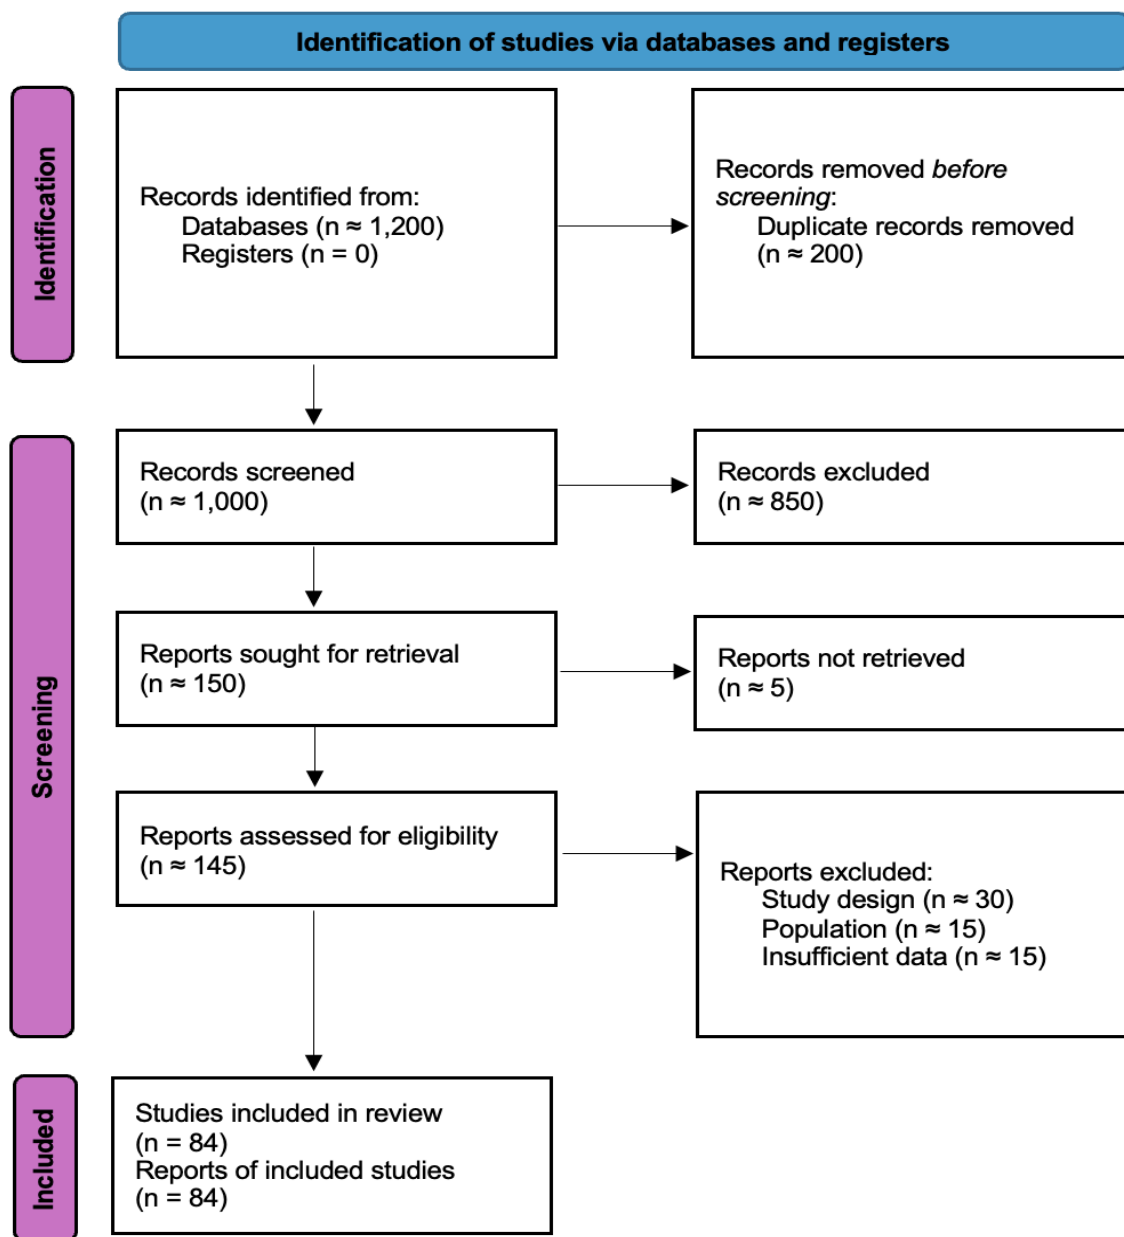 Identification of studies via databases and registers
Identification
Records identified from:
Databases (n ≈ 1,200)
Registers (n = 0)
Records removed before
screening:
Duplicate records removed
(n ≈ 200)
Screening
Records screened
(n ≈ 1,000)
Records excluded
(n ≈ 850)
Reports sought for retrieval
(n ≈ 150)
Reports not retrieved
(n ≈ 5)
Reports assessed for eligibility
(n ≈ 145)
Reports excluded:
Study design (n ≈ 30)
Population (n ≈ 15)
Insufficient data (n ≈ 15)
Included
Studies included in review
(n = 84)
Reports of included studies
(n = 84)